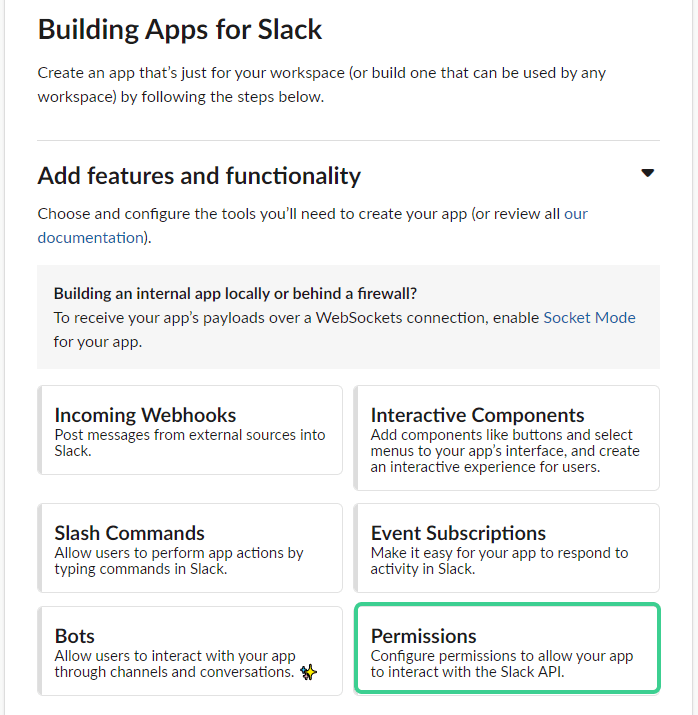 Building Apps for Slack
Create an app that’s just for your workspace (or build one that can be used by any
workspace) by following the steps below.
Add features and functionality
Choose and configure the tools you’ll need to create your app (or review all our
documentation).
Building an internal app locally or behind a firewall?
To receive your app’s payloads over a WebSockets connection, enable Socket Mode
for your app.
Incoming Webhooks
Post messages from external sources into
Slack.
Interactive Components
Add components like buttons and select
menus to your app’s interface, and create
an interactive experience for users.
Slash Commands
Allow users to perform app actions by
typing commands in Slack.
Event Subscriptions
Make it easy for your app to respond to
activity in Slack.
Bots
Allow users to interact with your app
through channels and conversations.
Permissions
Configure permissions to allow your app
to interact with the Slack API.